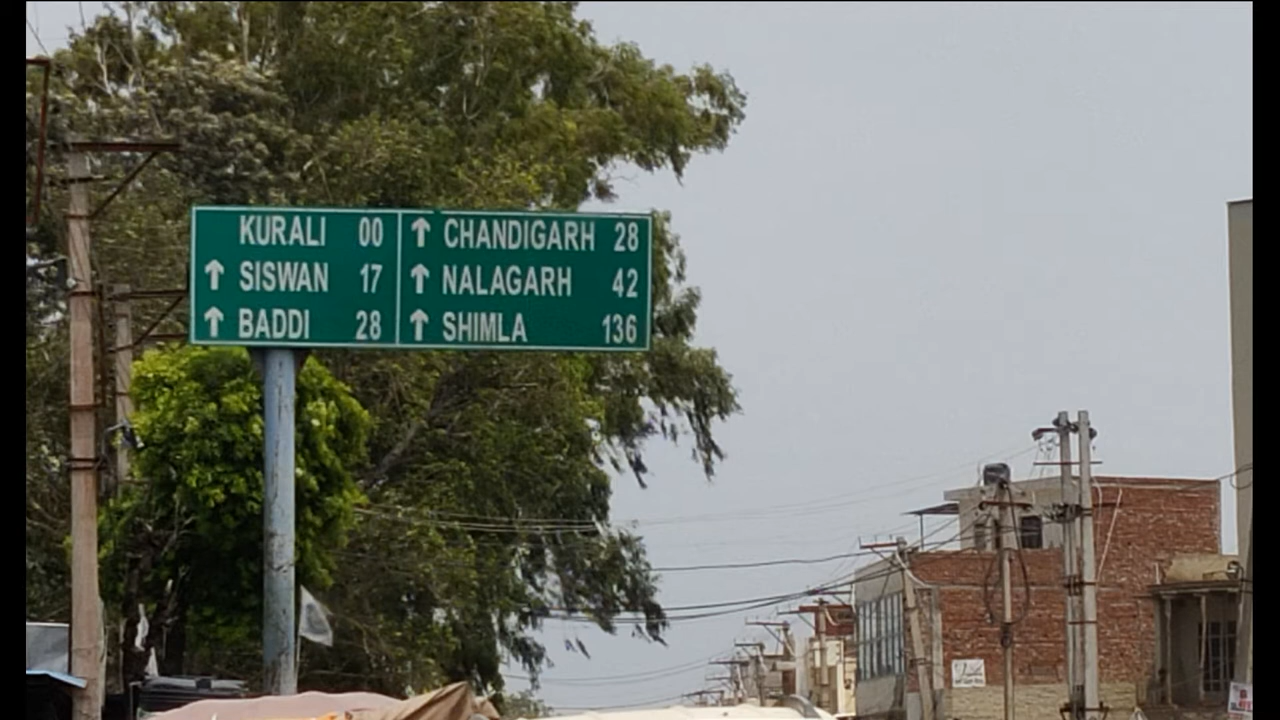 KURALI 00
↑ SISWAN 17
↑ BADDI 28
↑ CHANDIGARH 28
↑ NALAGARH 42
↑ SHIMLA 136